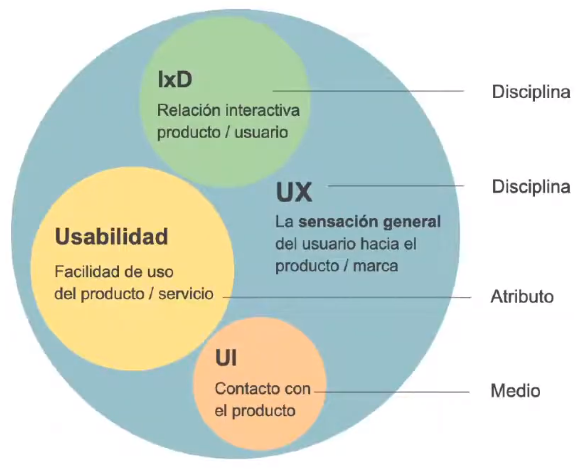 IxD
Relación interactiva
producto / usuario
Disciplina
UX
La sensación general
del usuario hacia el
producto / marca
Disciplina
Usabilidad
Facilidad de uso
del producto / servicio
Atributo
UI
Contacto con
el producto
Medio